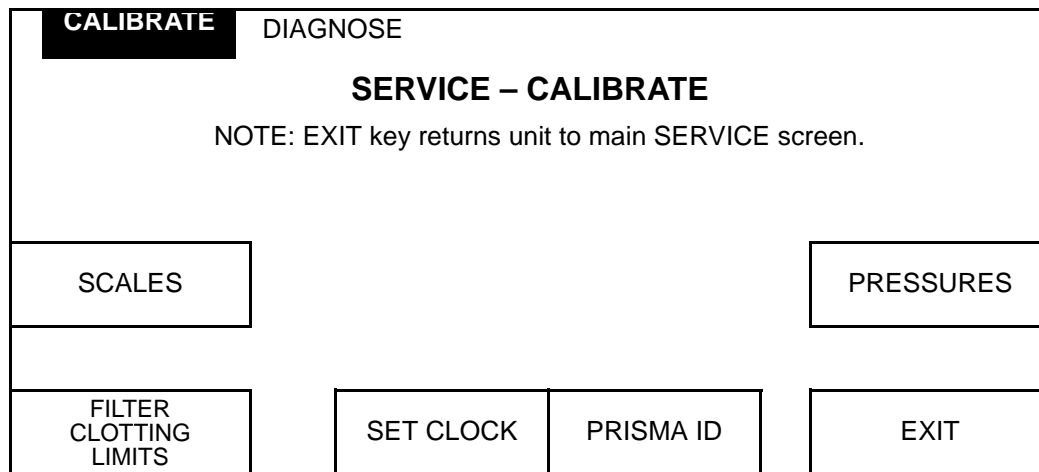 CALIBRATE DIAGNOSE
SERVICE – CALIBRATE
NOTE: EXIT key returns unit to main SERVICE screen.
SCALES
PRESSURES
FILTER
CLOTTING
LIMITS
SET CLOCK
PRISMA ID
EXIT